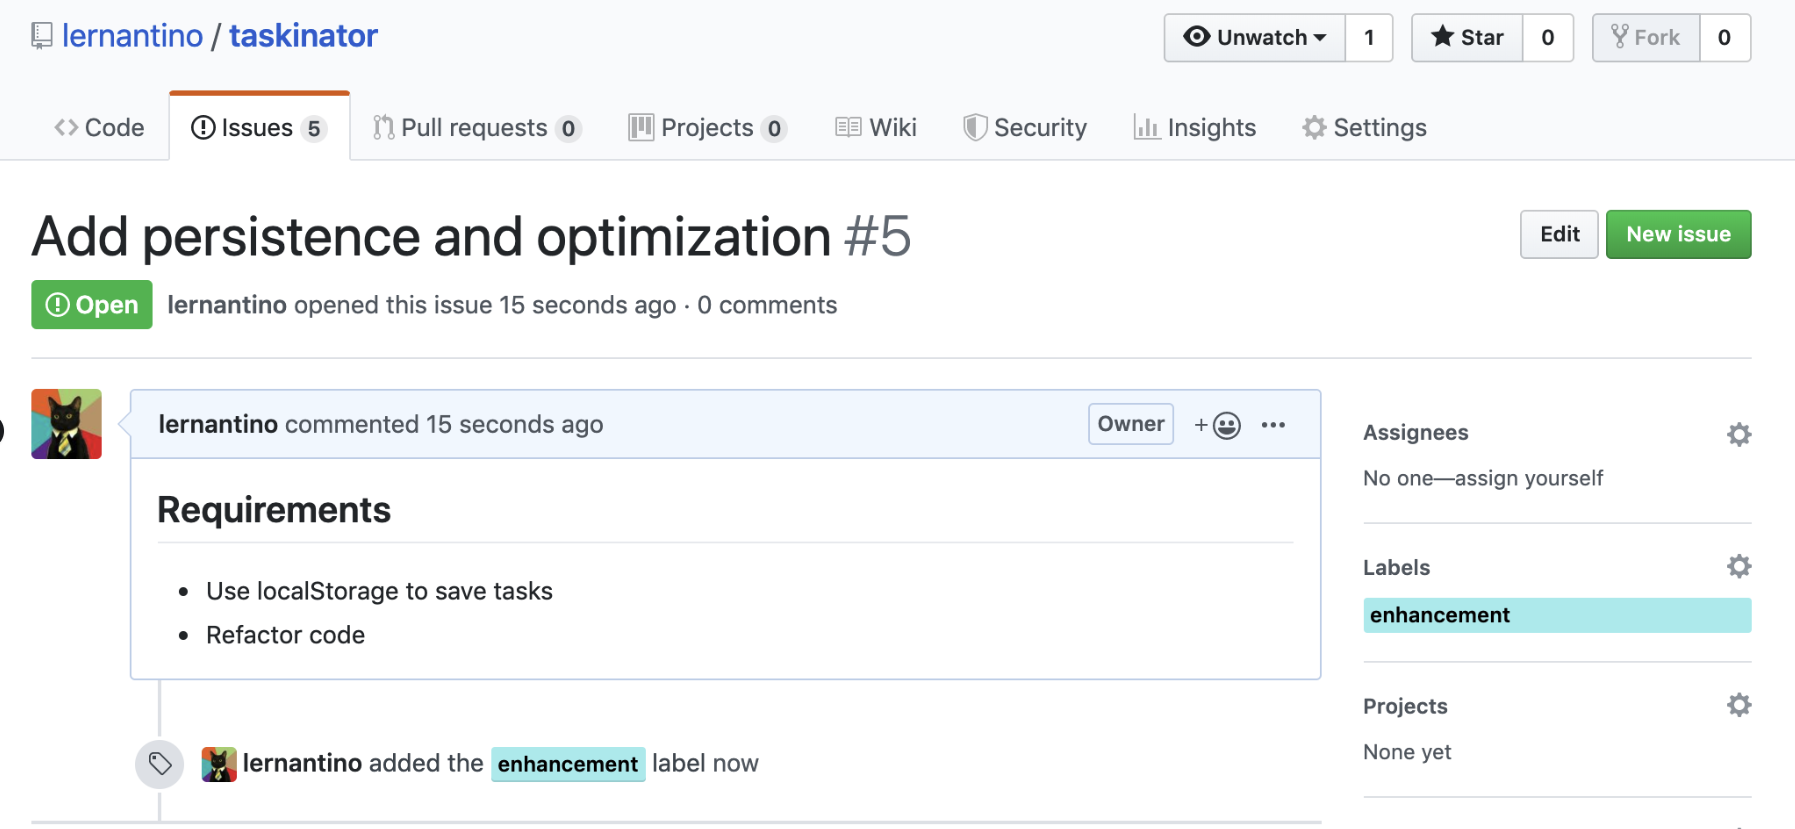 lernantino / taskinator
Unwatch 1 Star 0 Fork 0
Code Issues 5 Pull requests 0 Projects 0 Wiki Security Insights Settings
Add persistence and optimization #5
Edit New issue
Open lernantino opened this issue 15 seconds ago · 0 comments
lernantino commented 15 seconds ago Owner
Requirements
• Use localStorage to save tasks
• Refactor code
lernantino added the enhancement label now
Assignees
No one—assign yourself
Labels
enhancement
Projects
None yet